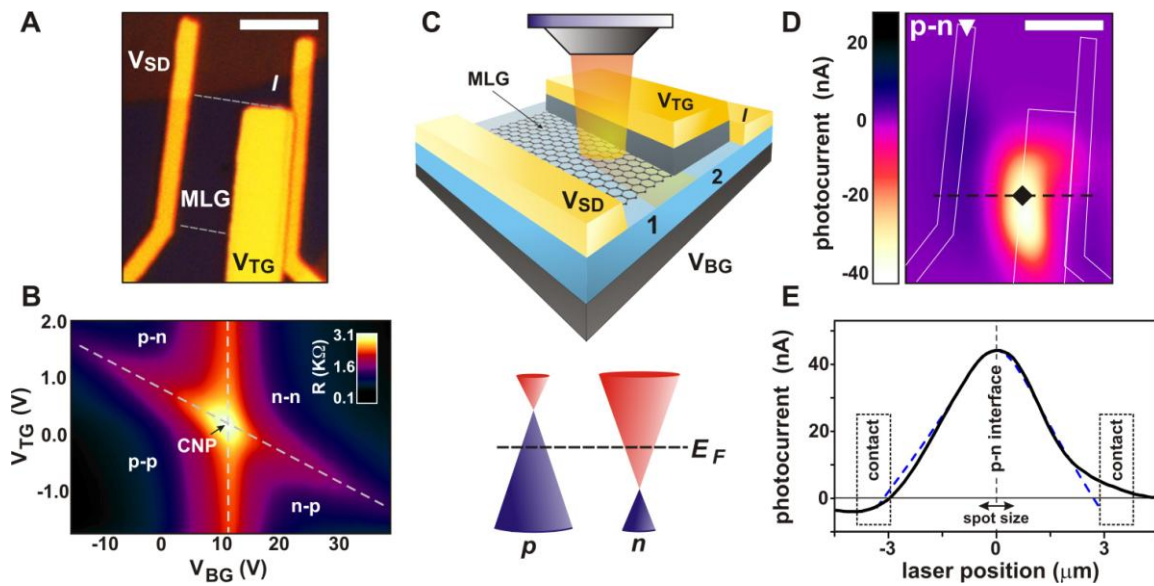 A
V_SD
I
MLG
V_TG
B
2.0
1.0
0.0
-1.0
V_TG (V)
p-n
n-n
CNP
p-p
n-p
R (KΩ)
3.1
1.6
0.1
-10
0
10
20
30
V_BG (V)
C
MLG
V_TG
I
V_SD
1
2
V_BG
E_F
p
n
D
photocurrent (nA)
20
0
-20
-40
p-n
E
photocurrent (nA)
40
20
0
contact
p-n interface
contact
spot size
-3
0
3
laser position (μm)